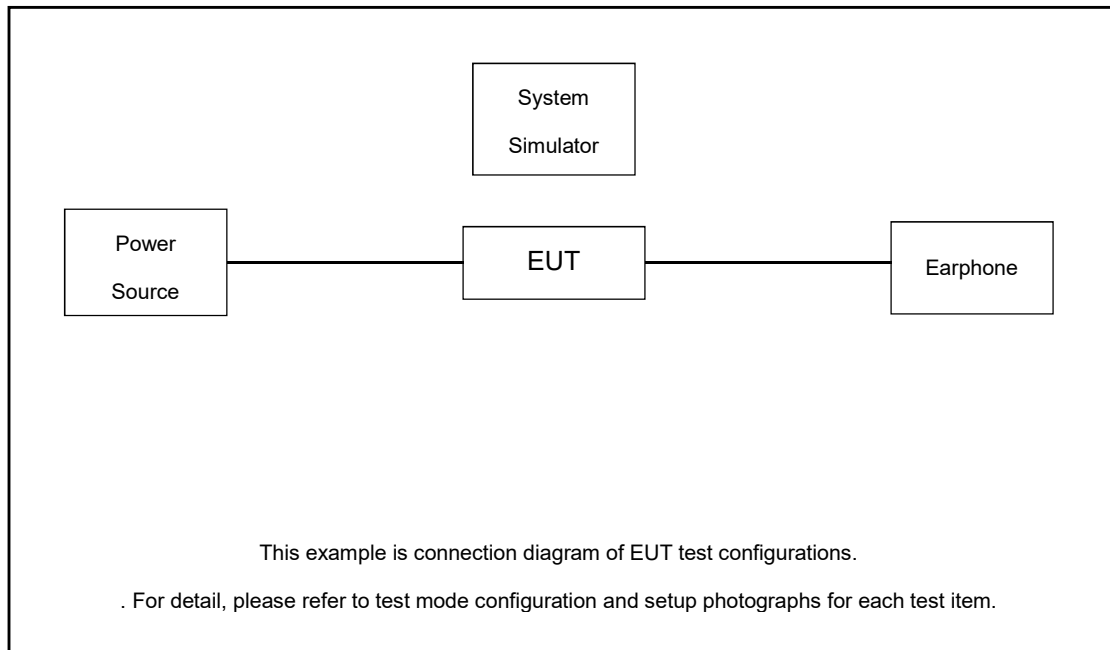 System
Simulator
Power
Source
EUT
Earphone
This example is connection diagram of EUT test configurations.
. For detail, please refer to test mode configuration and setup photographs for each test item.